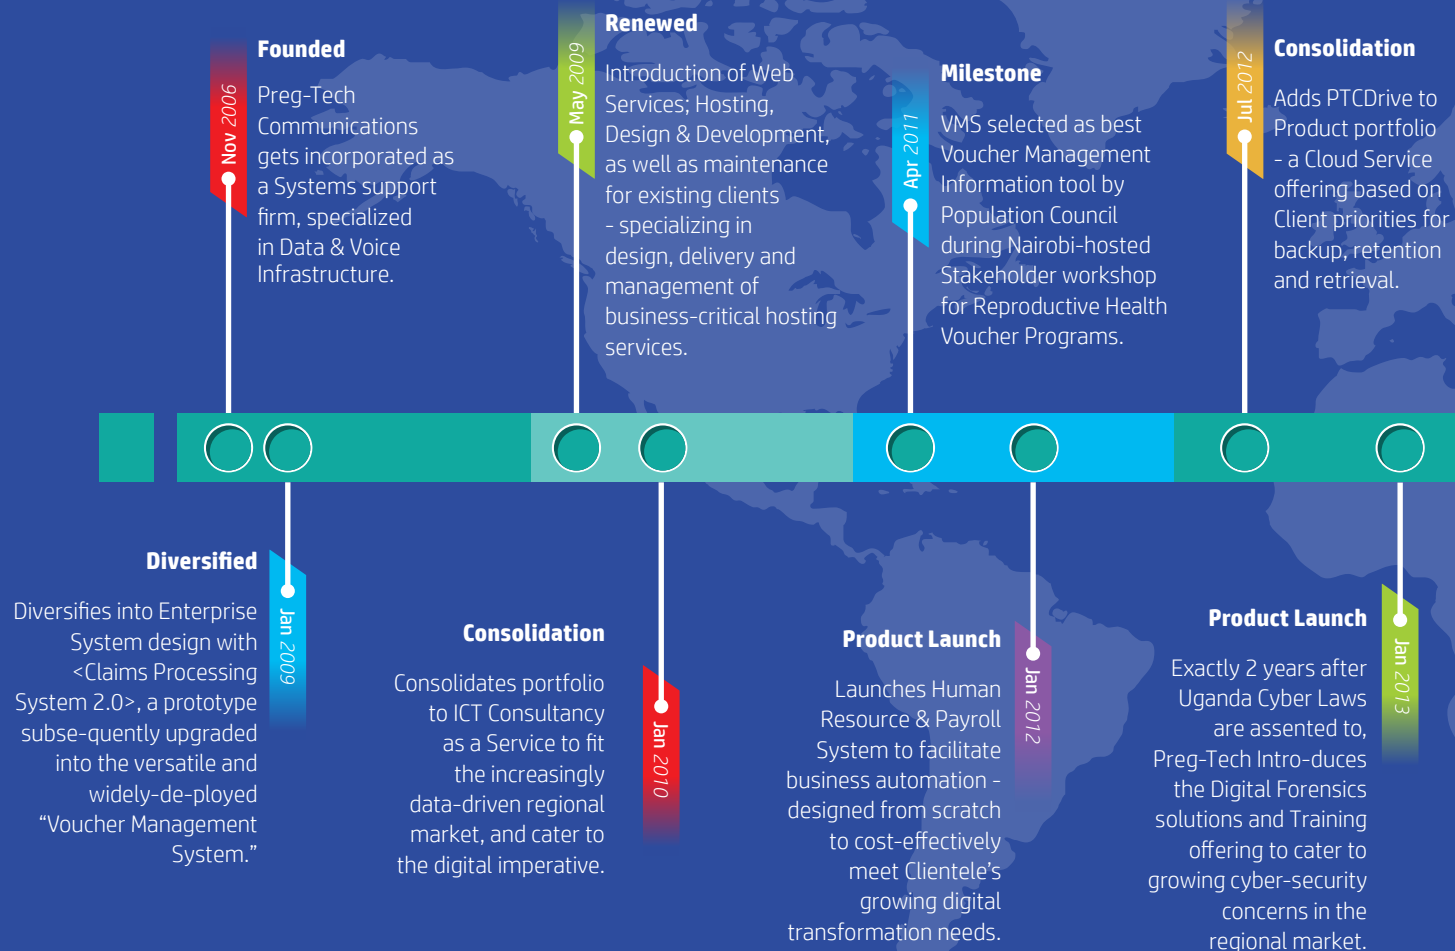 Founded
Nov 2006
Preg-Tech
Communications
gets incorporated as
a Systems support
firm, specialized
in Data & Voice
Infrastructure.
Renewed
May 2009
Introduction of Web
Services; Hosting,
Design & Development,
as well as maintenance
for existing clients
- specializing in
design, delivery and
management of
business-critical hosting
services.
Milestone
Apr 2011
VMS selected as best
Voucher Management
Information tool by
Population Council
during Nairobi-hosted
Stakeholder workshop
for Reproductive Health
Voucher Programs.
Consolidation
Jul 2012
Adds PTCDrive to
Product portfolio
- a Cloud Service
offering based on
Client priorities for
backup, retention
and retrieval.
Diversified
Jan 2009
Diversifies into Enterprise
System design with
<Claims Processing
System 2.0>, a prototype
subse-quently upgraded
into the versatile and
widely-de-ployed
“Voucher Management
System.”
Consolidation
Jan 2010
Consolidates portfolio
to ICT Consultancy
as a Service to fit
the increasingly
data-driven regional
market, and cater to
the digital imperative.
Product Launch
Jan 2012
Launches Human
Resource & Payroll
System to facilitate
business automation -
designed from scratch
to cost-effectively
meet Clientele’s
growing digital
transformation needs.
Product Launch
Jan 2013
Exactly 2 years after
Uganda Cyber Laws
are assented to,
Preg-Tech Intro-duces
the Digital Forensics
solutions and Training
offering to cater to
growing cyber-security
concerns in the
regional market.